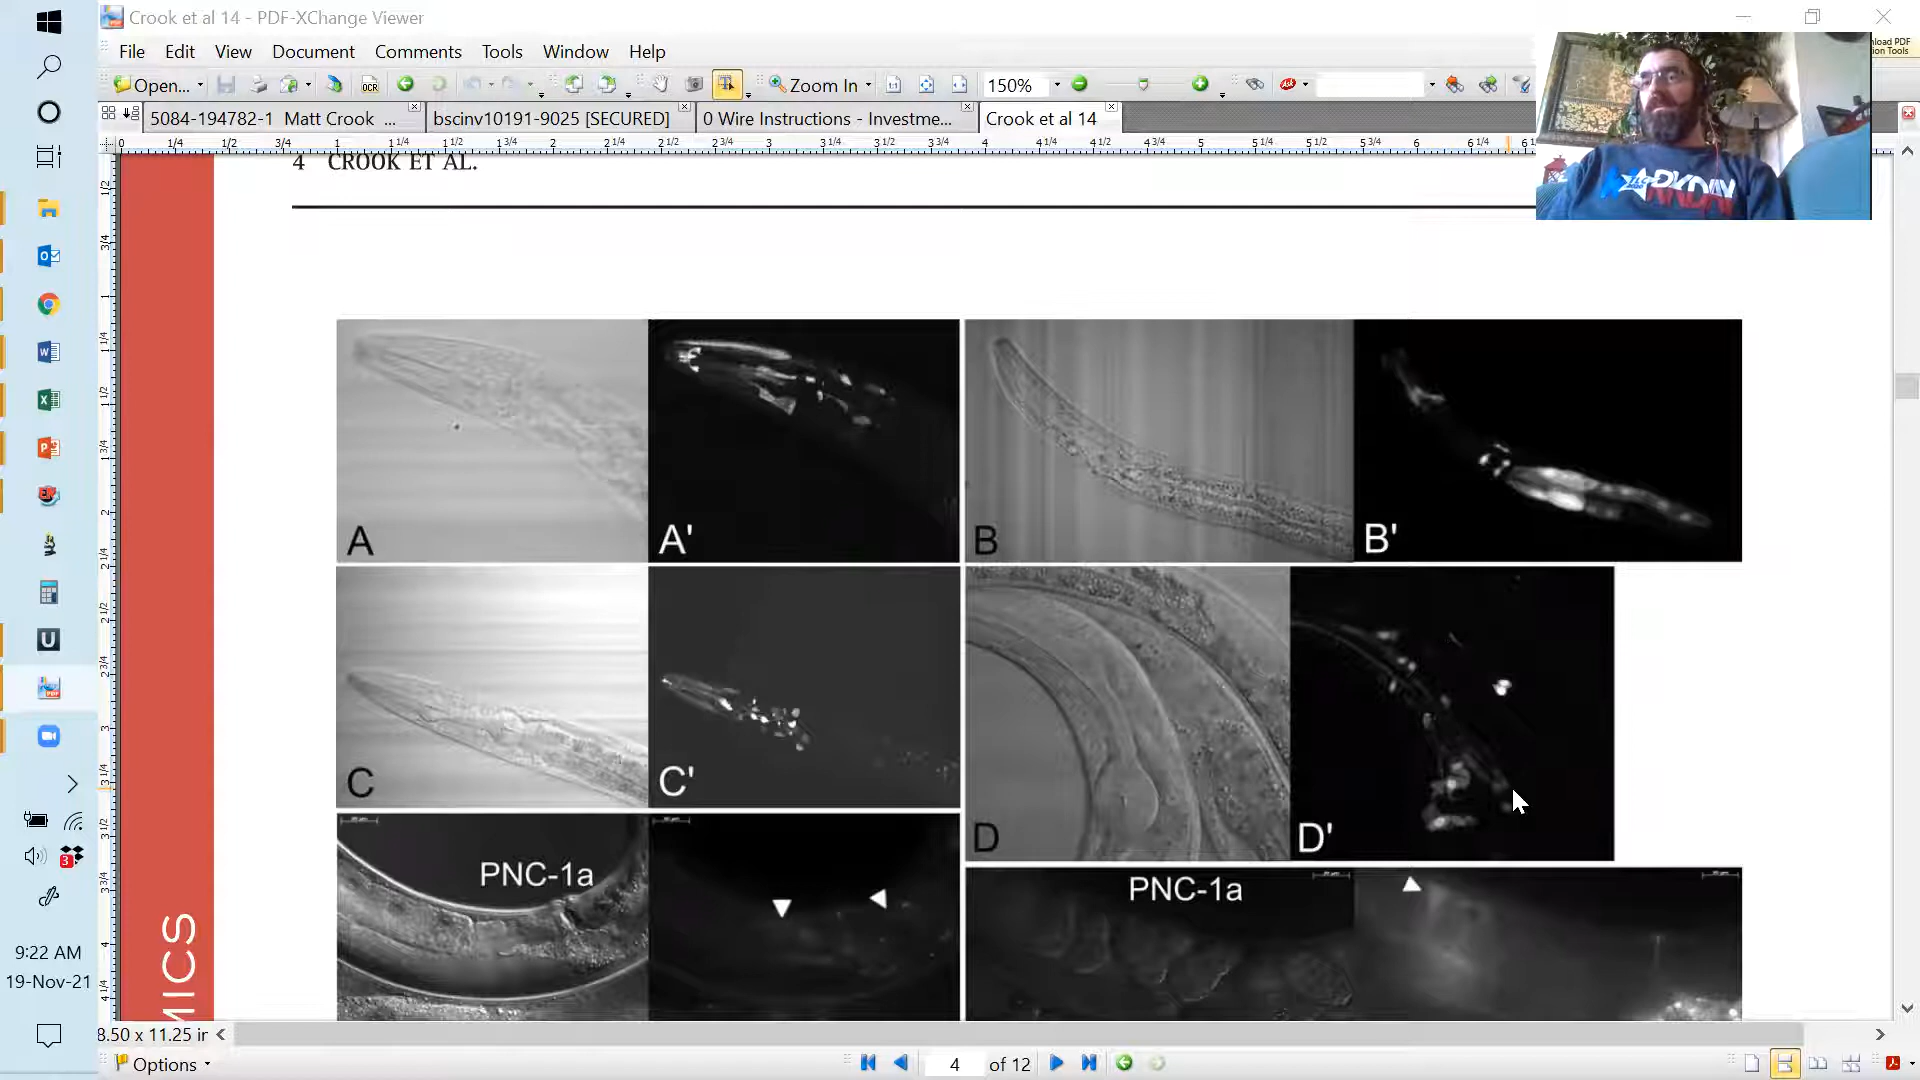 Crook et al 14 - PDF-XChange Viewer
File Edit View Document Comments Tools Window Help
Open... OCR Zoom In 150%
5084-194782-1 Matt Crook ... bscinv10191-9025 [SECURED] 0 Wire Instructions - Investme... Crook et al 14
4 CROOK ET AL.
A A' B B'
C C' D D'
PNC-1a PNC-1a
MICS
9:22 AM
19-Nov-21
8.50 x 11.25 in
Options 4 of 12